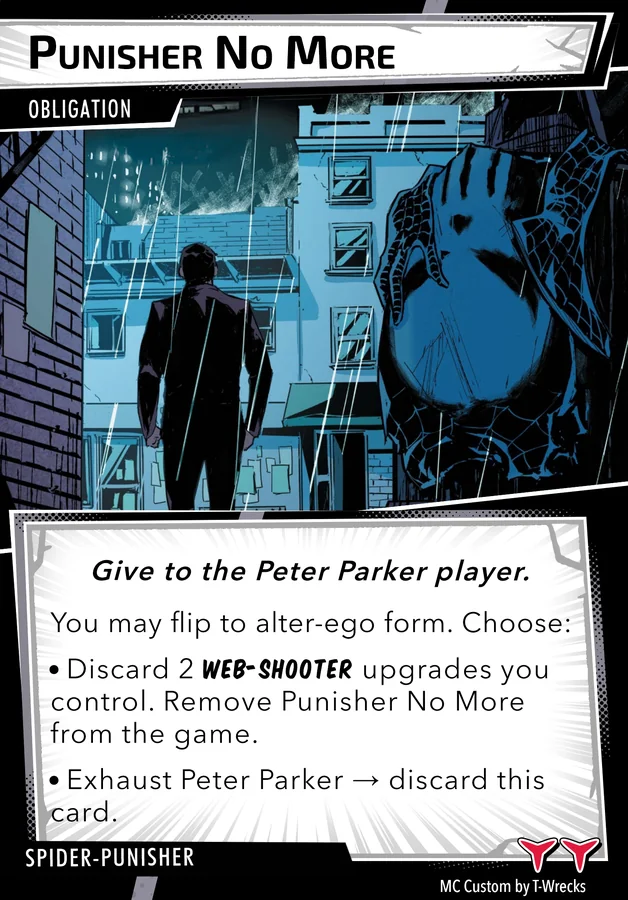 Punisher No More
OBLIGATION
Give to the Peter Parker player.
You may flip to alter-ego form. Choose:
• Discard 2 WEB-SHOOTER upgrades you
control. Remove Punisher No More
from the game.
• Exhaust Peter Parker → discard this
card.
SPIDER-PUNISHER
MC Custom by T-Wrecks